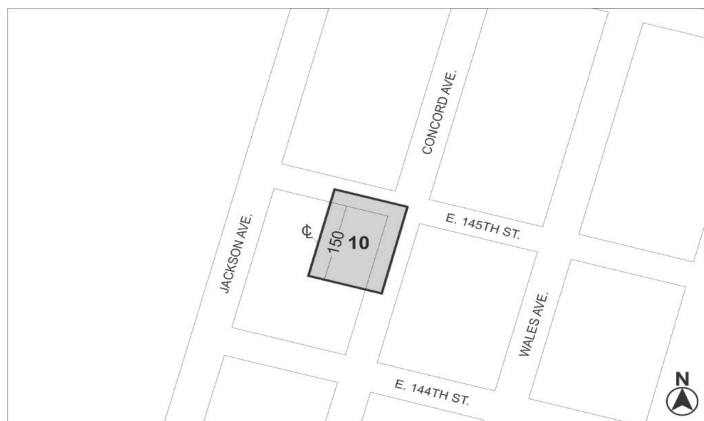 CONCORD AVE.
JACKSON AVE.
℄
150
10
E. 145TH ST.
WALES AVE.
E. 144TH ST.
N